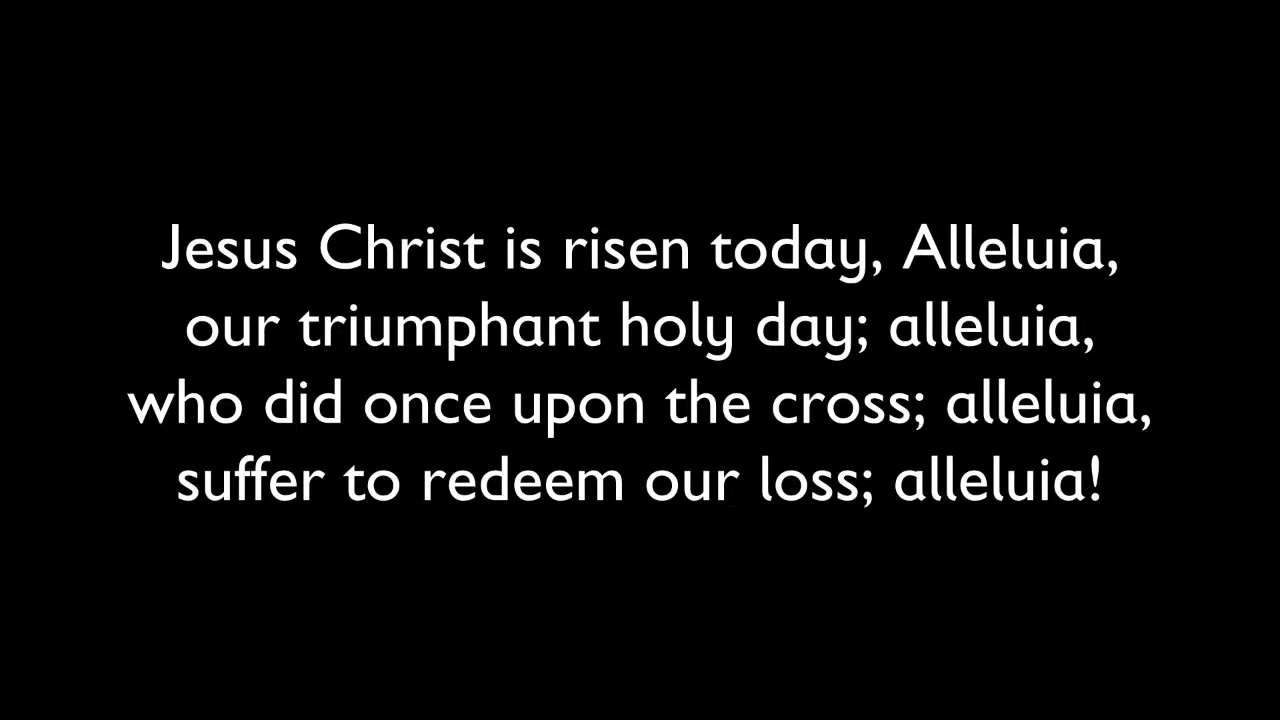 Jesus Christ is risen today, Alleluia,
our triumphant holy day; alleluia,
who did once upon the cross; alleluia,
suffer to redeem our loss; alleluia!